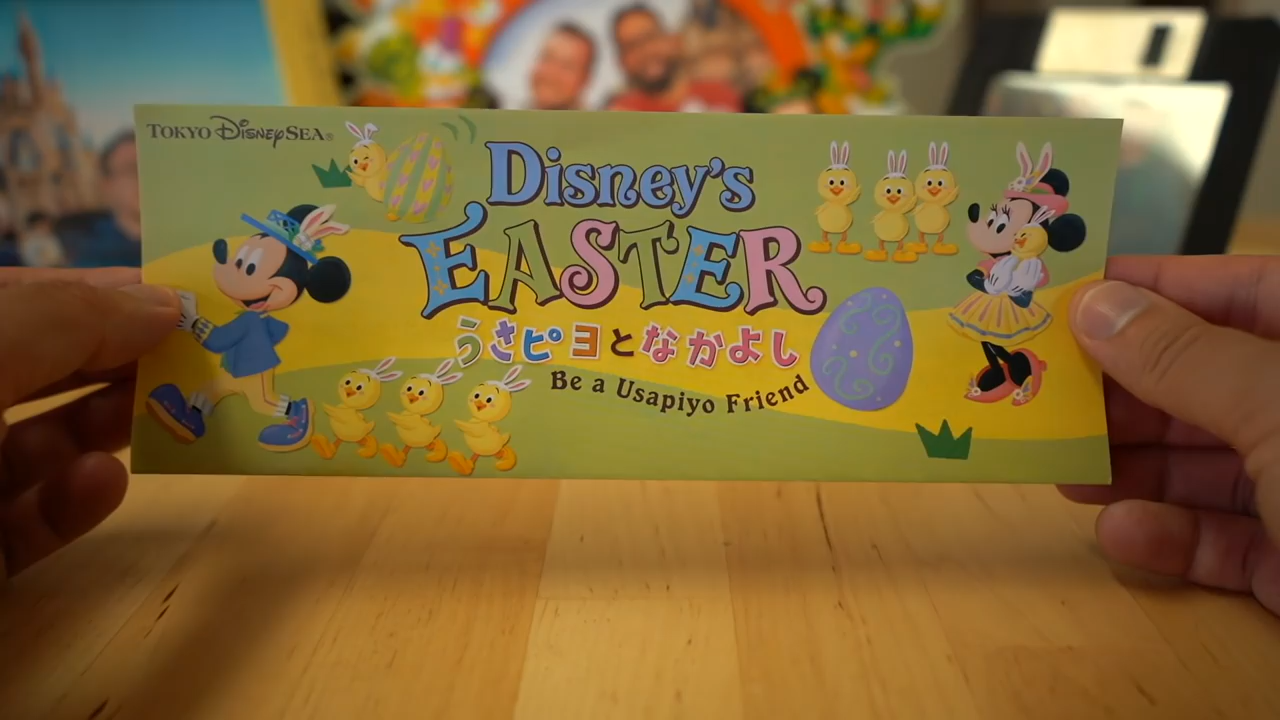 TOKYO DISNEYSEA®
Disney's
EASTER
うさピヨとなかよし
Be a Usapiyo Friend